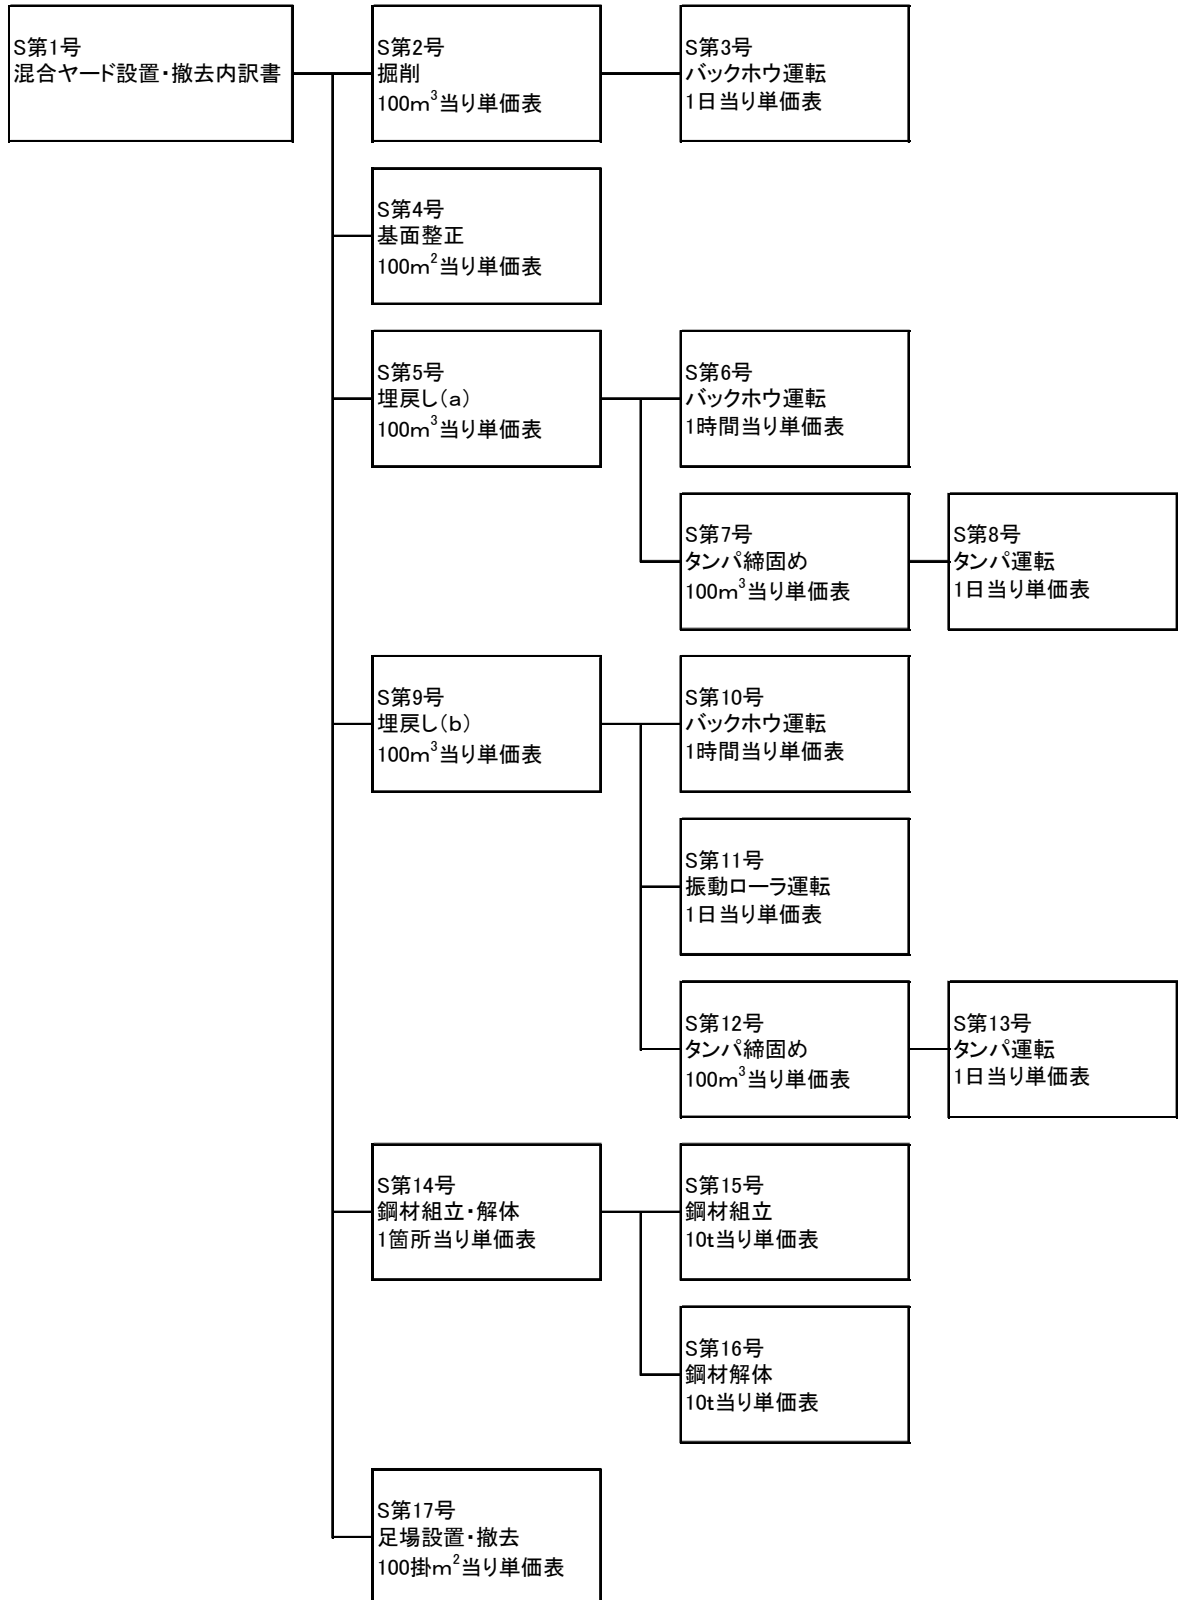 S第1号
混合ヤード設置・撤去内訳書
S第2号
掘削
100m³当り単価表
S第3号
バックホウ運転
1日当り単価表
S第4号
基面整正
100m²当り単価表
S第5号
埋戻し(a)
100m³当り単価表
S第6号
バックホウ運転
1時間当り単価表
S第7号
タンパ締固め
100m³当り単価表
S第8号
タンパ運転
1日当り単価表
S第9号
埋戻し(b)
100m³当り単価表
S第10号
バックホウ運転
1時間当り単価表
S第11号
振動ローラ運転
1日当り単価表
S第12号
タンパ締固め
100m³当り単価表
S第13号
タンパ運転
1日当り単価表
S第14号
鋼材組立・解体
1箇所当り単価表
S第15号
鋼材組立
10t当り単価表
S第16号
鋼材解体
10t当り単価表
S第17号
足場設置・撤去
100掛m²当り単価表